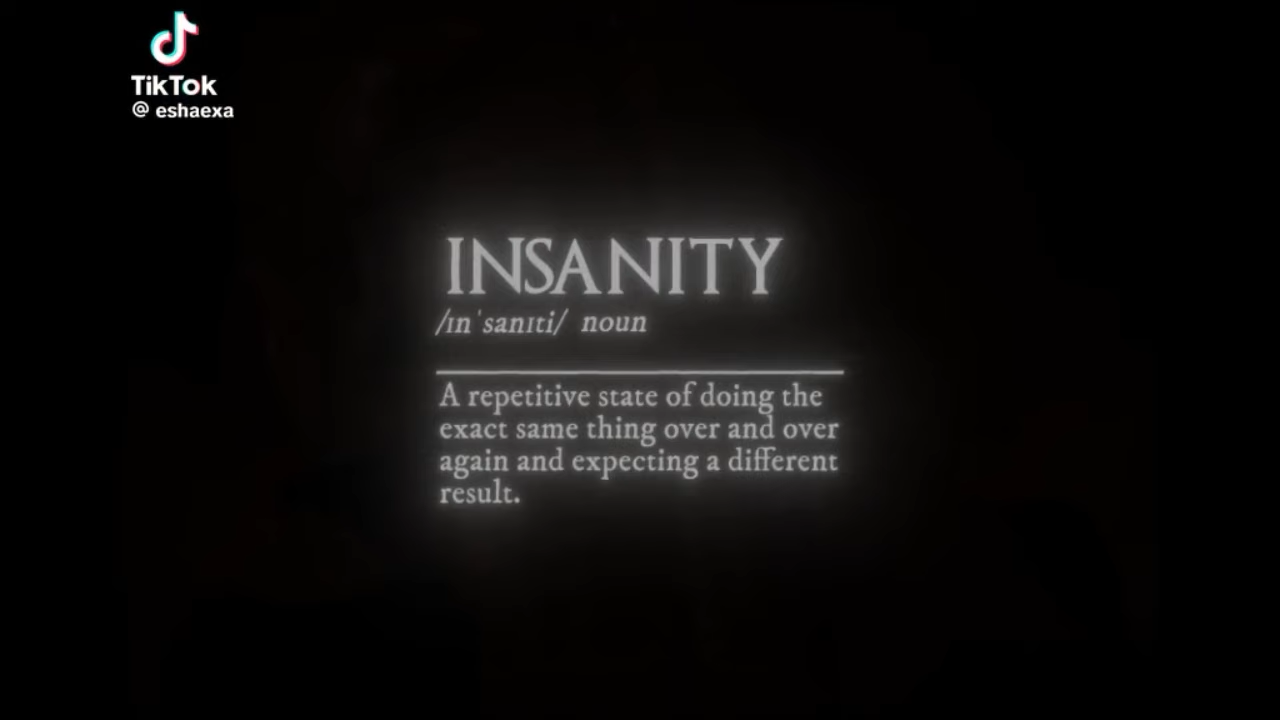 TikTok
@ eshaexa
INSANITY
/ɪnˈsanɪti/ noun
A repetitive state of doing the
exact same thing over and over
again and expecting a different
result.